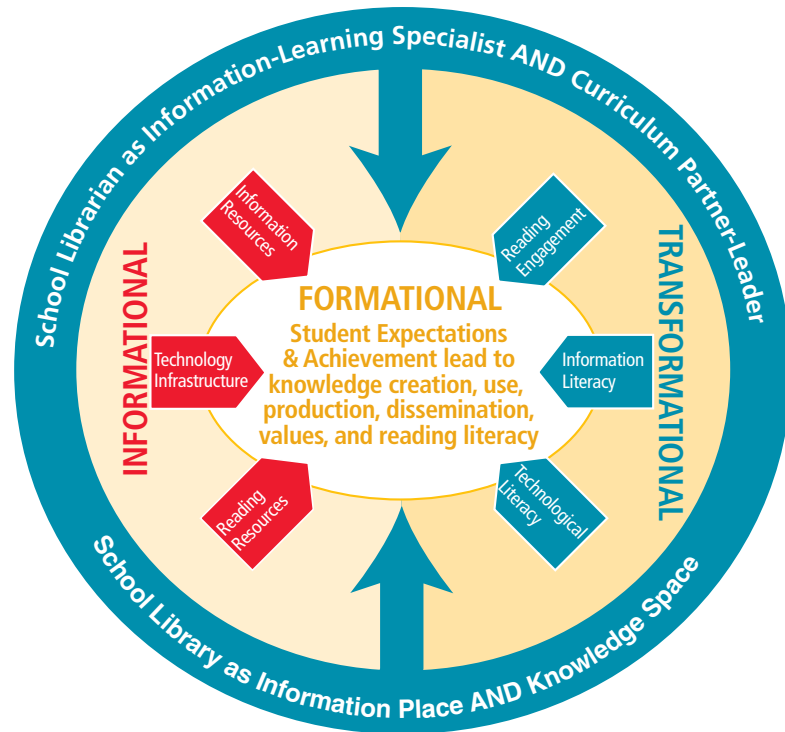 School Librarian as Information-Learning Specialist AND Curriculum Partner-Leader
INFORMATIONAL
Information
Resources
Technology
Infrastructure
Reading
Resources
FORMATIONAL
Student Expectations
& Achievement lead to
knowledge creation, use,
production, dissemination,
values, and reading literacy
Reading
Engagement
Information
Literacy
Technological
Literacy
TRANSFORMATIONAL
School Library as Information Place AND Knowledge Space